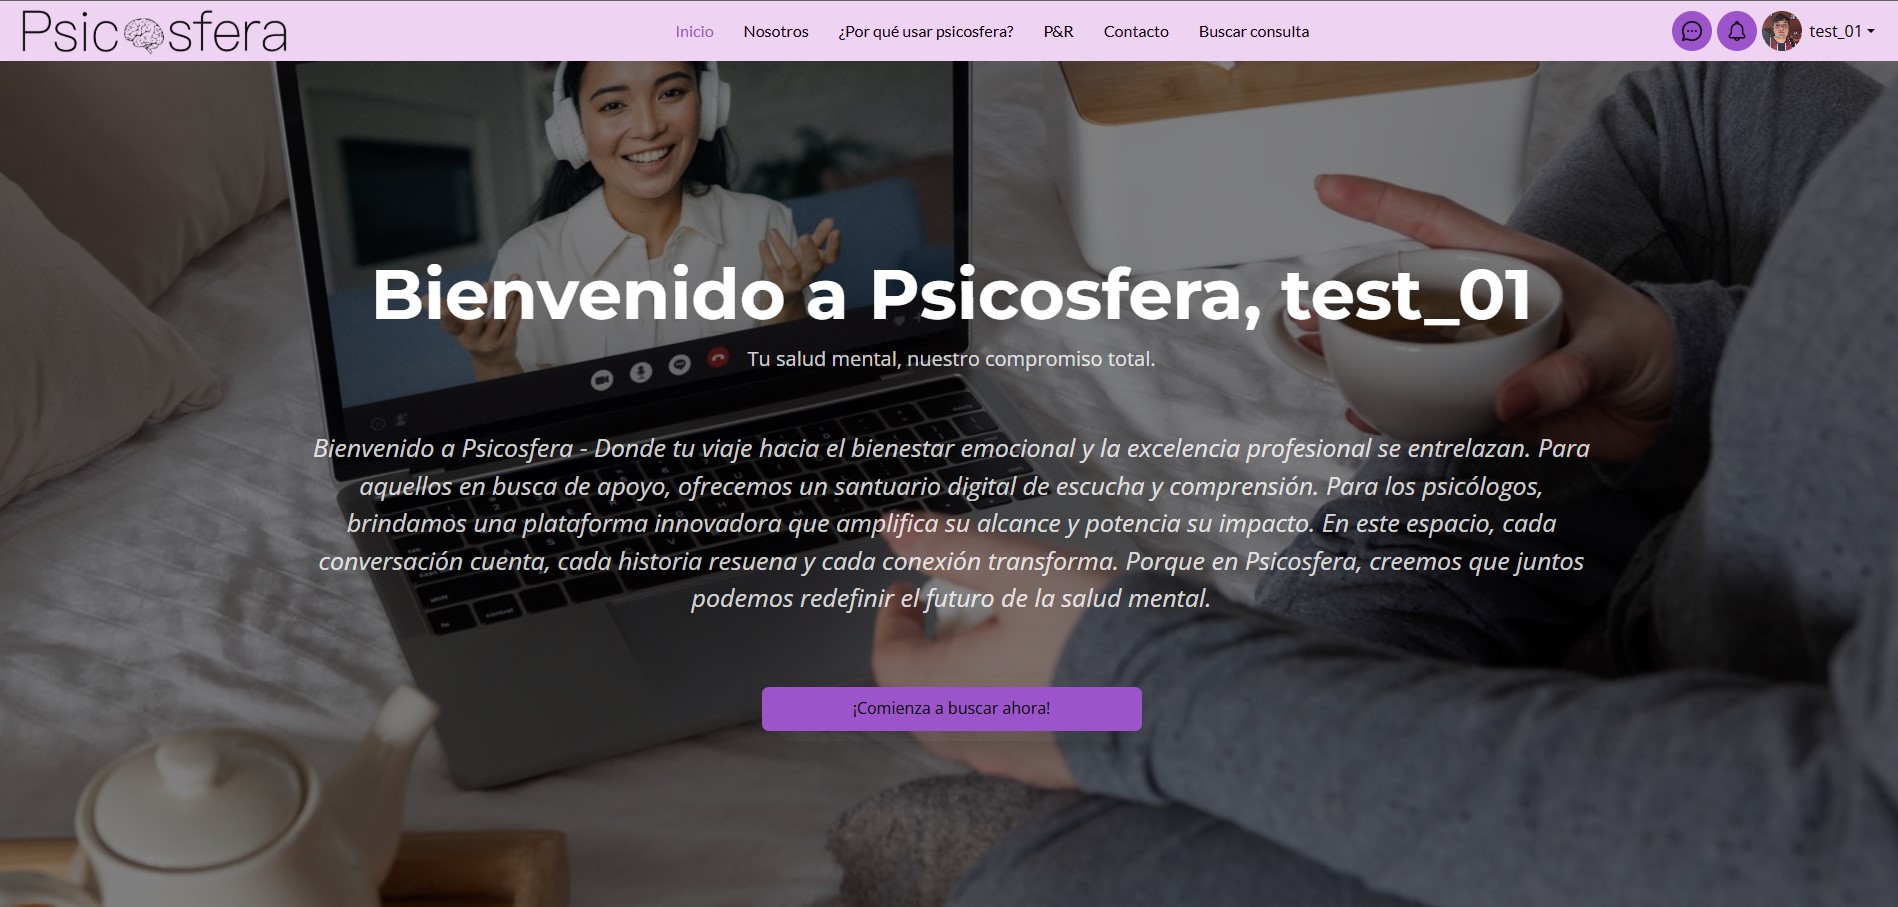 Psicosfera
Inicio
Nosotros
¿Por qué usar psicosfera?
P&R
Contacto
Buscar consulta
test_01
Bienvenido a Psicosfera, test_01
Tu salud mental, nuestro compromiso total.
Bienvenido a Psicosfera - Donde tu viaje hacia el bienestar emocional y la excelencia profesional se entrelazan. Para
aquellos en busca de apoyo, ofrecemos un santuario digital de escucha y comprensión. Para los psicólogos,
brindamos una plataforma innovadora que amplifica su alcance y potencia su impacto. En este espacio, cada
conversación cuenta, cada historia resuena y cada conexión transforma. Porque en Psicosfera, creemos que juntos
podemos redefinir el futuro de la salud mental.
¡Comienza a buscar ahora!